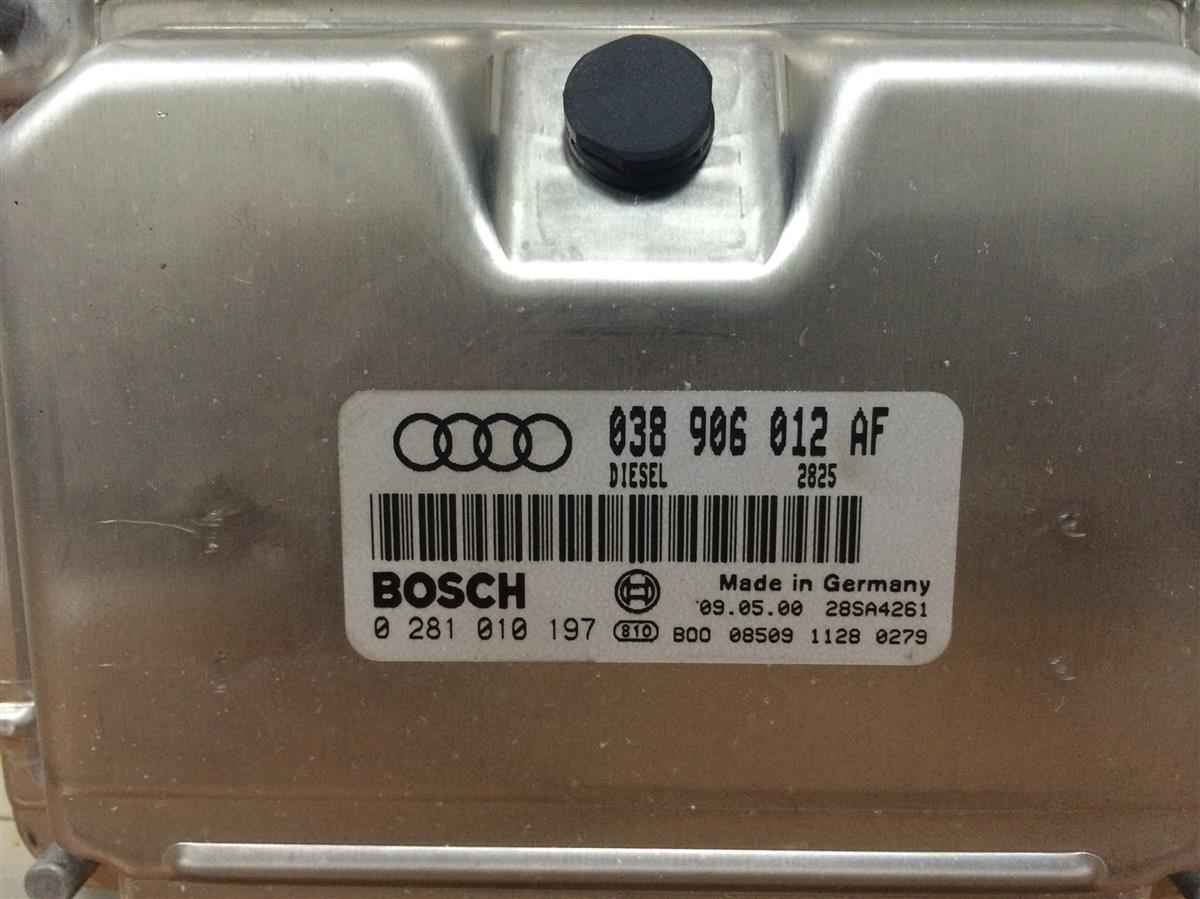 038 906 012 AF
DIESEL 2825
BOSCH
Made in Germany
09.05.00 28SA4261
0 281 010 197 810 B00 08509 1128 0279